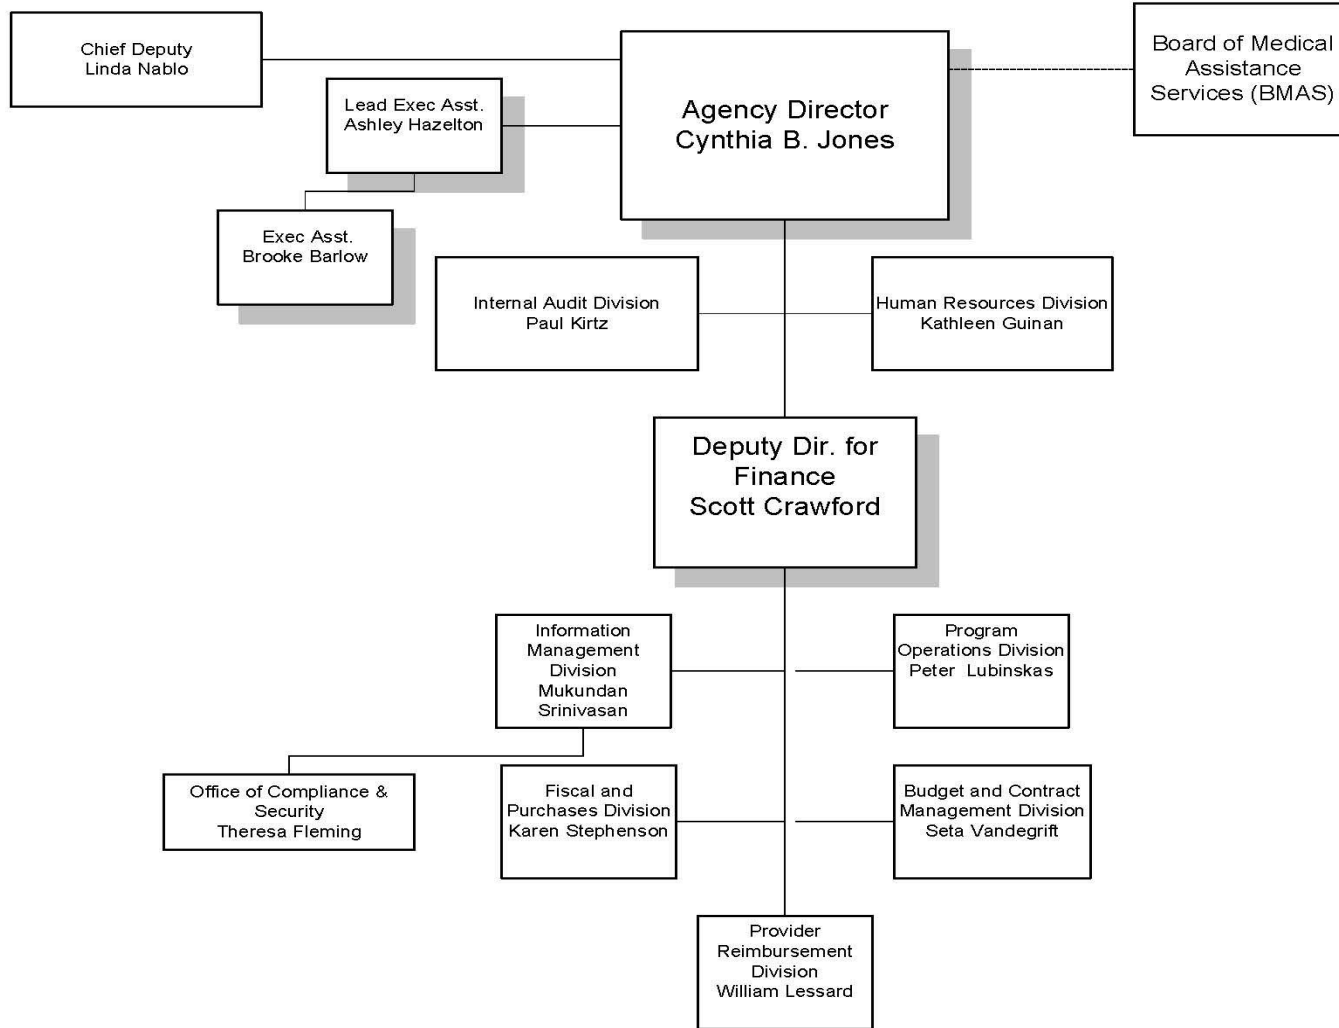 Chief Deputy
Linda Nablo
Agency Director
Cynthia B. Jones
Board of Medical
Assistance
Services (BMAS)
Lead Exec Asst.
Ashley Hazelton
Exec Asst.
Brooke Barlow
Internal Audit Division
Paul Kirtz
Human Resources Division
Kathleen Guinan
Deputy Dir. for
Finance
Scott Crawford
Information
Management
Division
Mukundan
Srinivasan
Program
Operations Division
Peter Lubinskas
Office of Compliance &
Security
Theresa Fleming
Fiscal and
Purchases Division
Karen Stephenson
Budget and Contract
Management Division
Seta Vandegrift
Provider
Reimbursement
Division
William Lessard